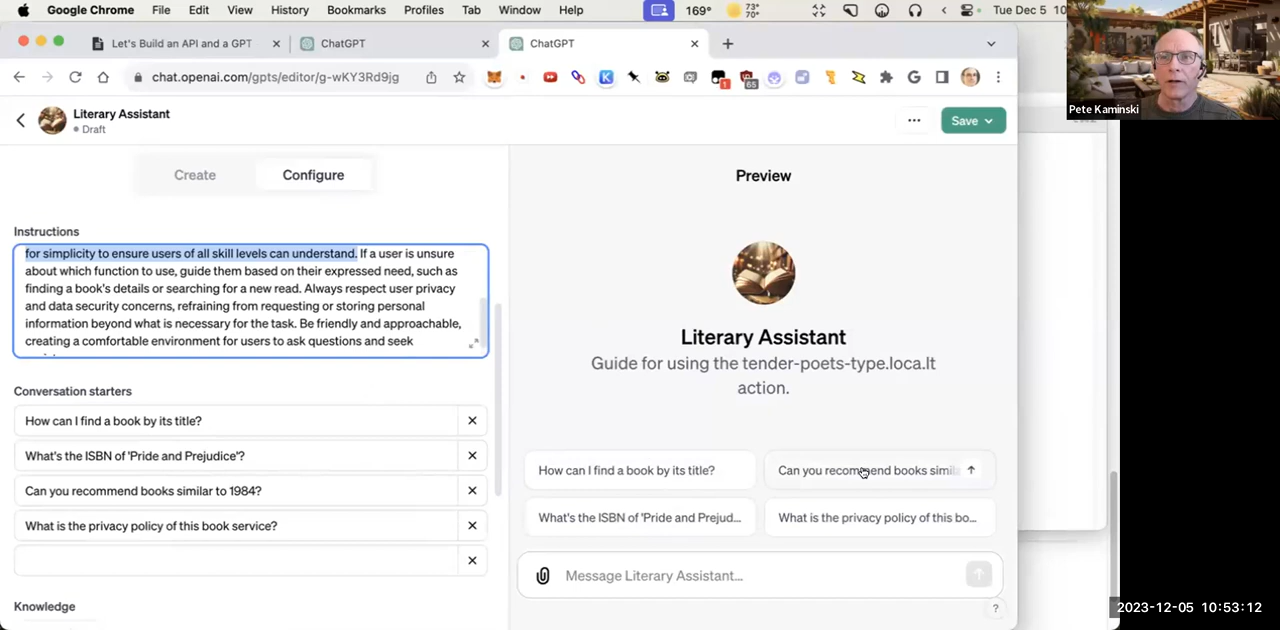 Google Chrome File Edit View History Bookmarks Profiles Tab Window Help 169° 73° 70° Tue Dec 5 10
Let's Build an API and a GPT
ChatGPT
ChatGPT
chat.openai.com/gpts/editor/g-wKY3Rd9jg
1
65
Pete Kaminski
Literary Assistant
Draft
Save
Create
Configure
Preview
Instructions
for simplicity to ensure users of all skill levels can understand. If a user is unsure
about which function to use, guide them based on their expressed need, such as
finding a book's details or searching for a new read. Always respect user privacy
and data security concerns, refraining from requesting or storing personal
information beyond what is necessary for the task. Be friendly and approachable,
creating a comfortable environment for users to ask questions and seek
Conversation starters
How can I find a book by its title?
What's the ISBN of 'Pride and Prejudice'?
Can you recommend books similar to 1984?
What is the privacy policy of this book service?
Knowledge
Literary Assistant
Guide for using the tender-poets-type.loca.lt
action.
How can I find a book by its title?
Can you recommend books simil
What's the ISBN of 'Pride and Prejud...
What is the privacy policy of this bo...
Message Literary Assistant...
?
2023-12-05 10:53:12